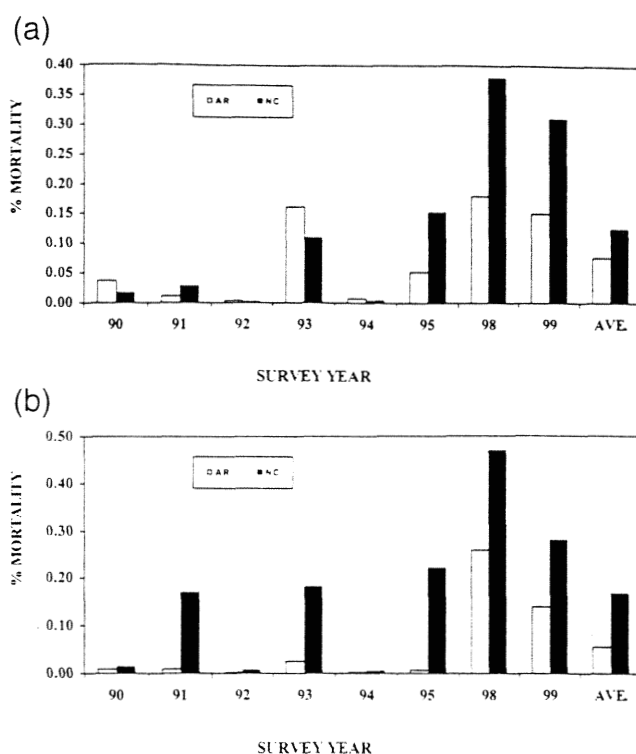 (a)
% MORTALITY
0.40
0.35
0.30
0.25
0.20
0.15
0.10
0.05
0.00
AR NC
90 91 92 93 94 95 98 99 AVE.
SURVEY YEAR
(b)
% MORTALITY
0.50
0.40
0.30
0.20
0.10
0.00
AR NC
90 91 92 93 94 95 98 99 AVE.
SURVEY YEAR